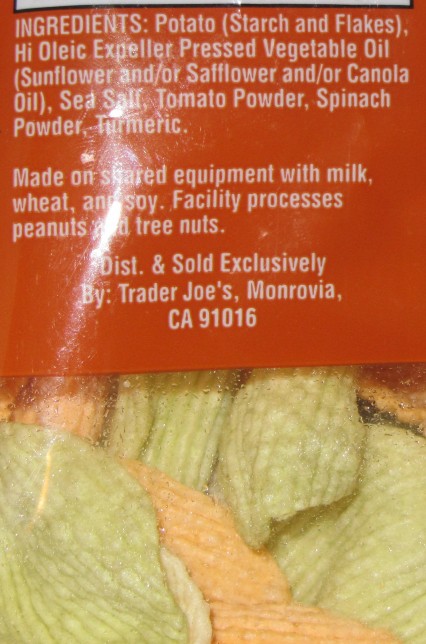 INGREDIENTS: Potato (Starch and Flakes),
Hi Oleic Expeller Pressed Vegetable Oil
(Sunflower and/or Safflower and/or Canola
Oil), Sea Salt, Tomato Powder, Spinach
Powder, Turmeric.
Made on shared equipment with milk,
wheat, and soy. Facility processes
peanuts and tree nuts.
Dist. & Sold Exclusively
By: Trader Joe's, Monrovia,
CA 91016